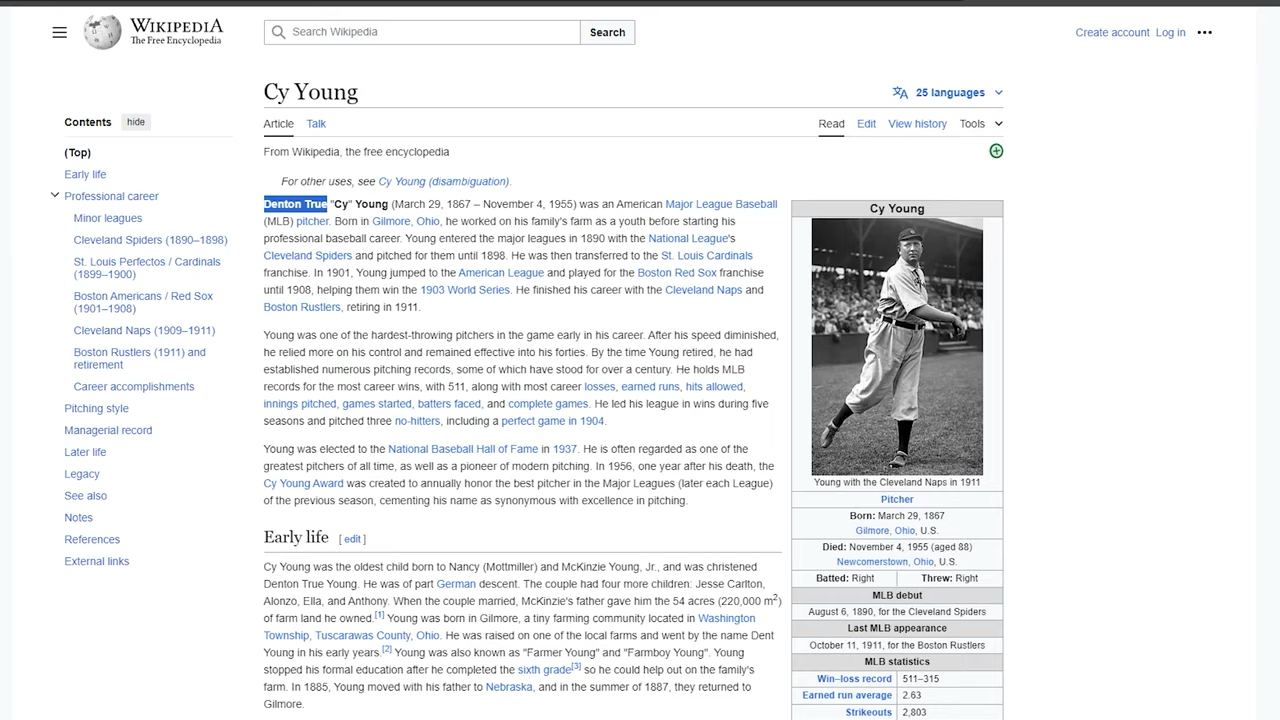 WIKIPEDIA
The Free Encyclopedia
Search Wikipedia
Search
Create account Log in
Cy Young
25 languages
Contents hide
Article Talk
Read Edit View history Tools
(Top)
From Wikipedia, the free encyclopedia
Early life
For other uses, see Cy Young (disambiguation).
Professional career
Minor leagues
Cleveland Spiders (1890–1898)
St. Louis Perfectos / Cardinals
(1899–1900)
Boston Americans / Red Sox
(1901–1908)
Cleveland Naps (1909–1911)
Boston Rustlers (1911) and
retirement
Career accomplishments
Pitching style
Managerial record
Later life
Legacy
See also
Notes
References
External links
Denton True "Cy" Young (March 29, 1867 – November 4, 1955) was an American Major League Baseball
(MLB) pitcher. Born in Gilmore, Ohio, he worked on his family's farm as a youth before starting his
professional baseball career. Young entered the major leagues in 1890 with the National League's
Cleveland Spiders and pitched for them until 1898. He was then transferred to the St. Louis Cardinals
franchise. In 1901, Young jumped to the American League and played for the Boston Red Sox franchise
until 1908, helping them win the 1903 World Series. He finished his career with the Cleveland Naps and
Boston Rustlers, retiring in 1911.
Young was one of the hardest-throwing pitchers in the game early in his career. After his speed diminished,
he relied more on his control and remained effective into his forties. By the time Young retired, he had
established numerous pitching records, some of which have stood for over a century. He holds MLB
records for the most career wins, with 511, along with most career losses, earned runs, hits allowed,
innings pitched, games started, batters faced, and complete games. He led his league in wins during five
seasons and pitched three no-hitters, including a perfect game in 1904.
Young was elected to the National Baseball Hall of Fame in 1937. He is often regarded as one of the
greatest pitchers of all time, as well as a pioneer of modern pitching. In 1956, one year after his death, the
Cy Young Award was created to annually honor the best pitcher in the Major Leagues (later each League)
of the previous season, cementing his name as synonymous with excellence in pitching.
Early life [ edit ]
Cy Young was the oldest child born to Nancy (Mottmiller) and McKinzie Young, Jr., and was christened
Denton True Young. He was of part German descent. The couple had four more children: Jesse Carlton,
Alonzo, Ella, and Anthony. When the couple married, McKinzie's father gave him the 54 acres (220,000 m2)
of farm land he owned.[1] Young was born in Gilmore, a tiny farming community located in Washington
Township, Tuscarawas County, Ohio. He was raised on one of the local farms and went by the name Dent
Young in his early years.[2] Young was also known as "Farmer Young" and "Farmboy Young". Young
stopped his formal education after he completed the sixth grade[3] so he could help out on the family's
farm. In 1885, Young moved with his father to Nebraska, and in the summer of 1887, they returned to
Gilmore.
Cy Young
Young with the Cleveland Naps in 1911
Pitcher
Born: March 29, 1867
Gilmore, Ohio, U.S.
Died: November 4, 1955 (aged 88)
Newcomerstown, Ohio, U.S.
Batted: Right Threw: Right
MLB debut
August 6, 1890, for the Cleveland Spiders
Last MLB appearance
October 11, 1911, for the Boston Rustlers
MLB statistics
Win–loss record 511–315
Earned run average 2.63
Strikeouts 2,803